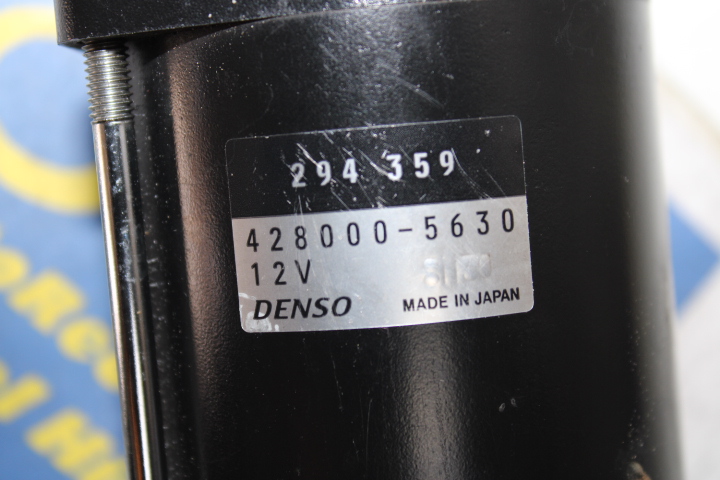 294 359
428000-5630
12V
DENSO
MADE IN JAPAN